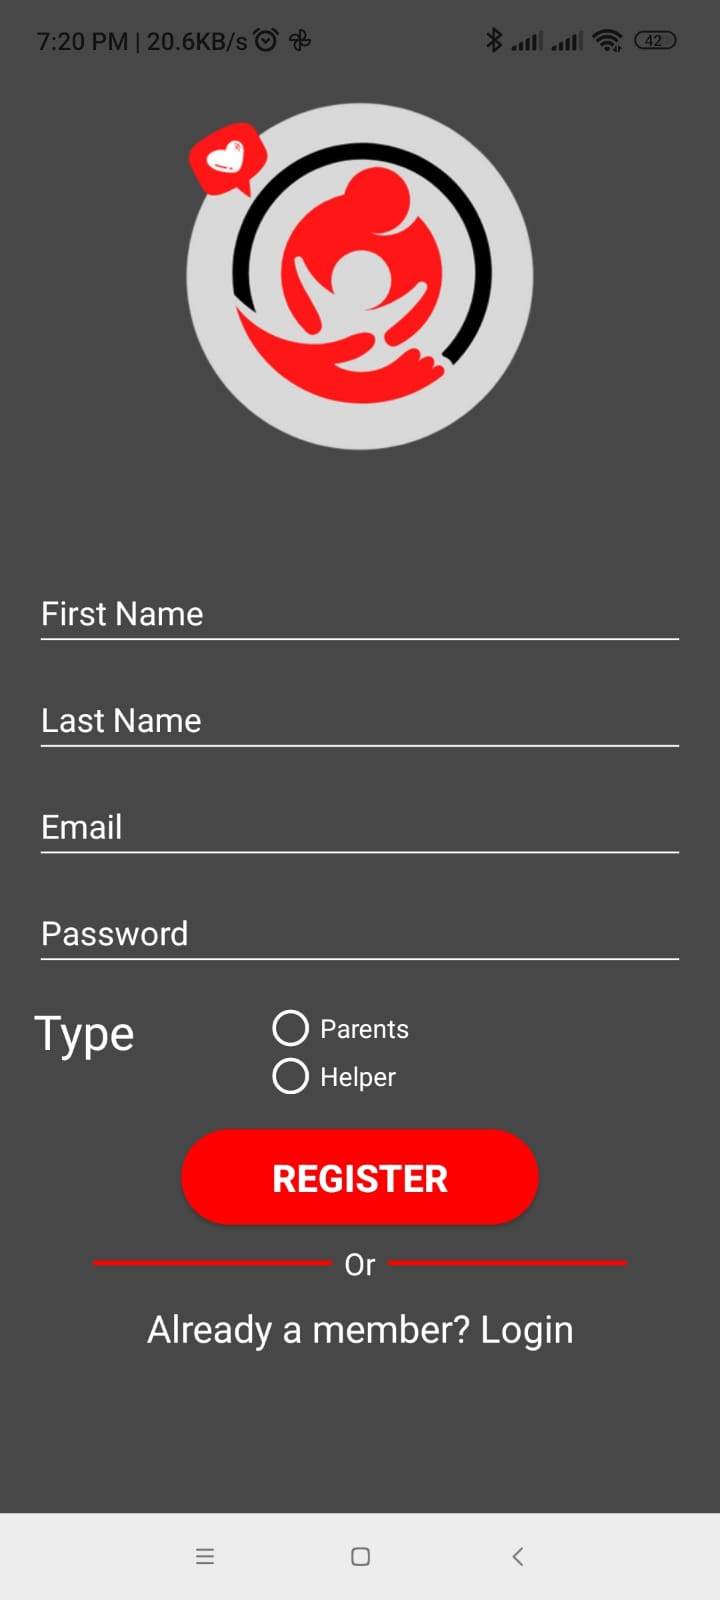 7:20 PM | 20.6KB/s 42
First Name
Last Name
Email
Password
Type
Parents
Helper
REGISTER
Or
Already a member? Login